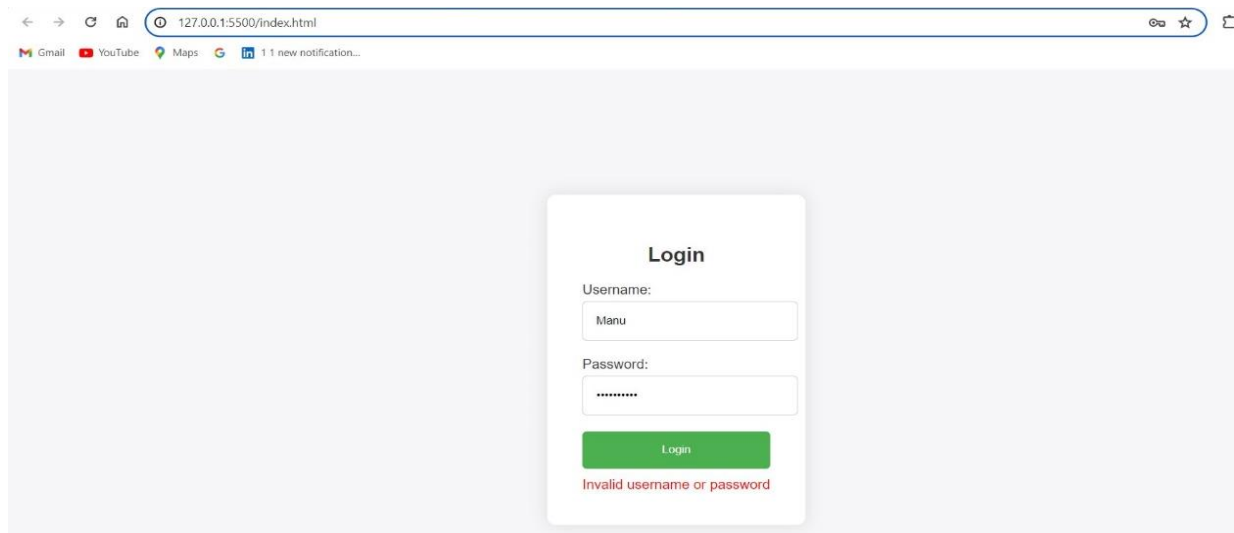 127.0.0.1:5500/index.html
Gmail YouTube Maps 1 1 new notification...
Login
Username:
Manu
Password:
••••••••••
Login
Invalid username or password